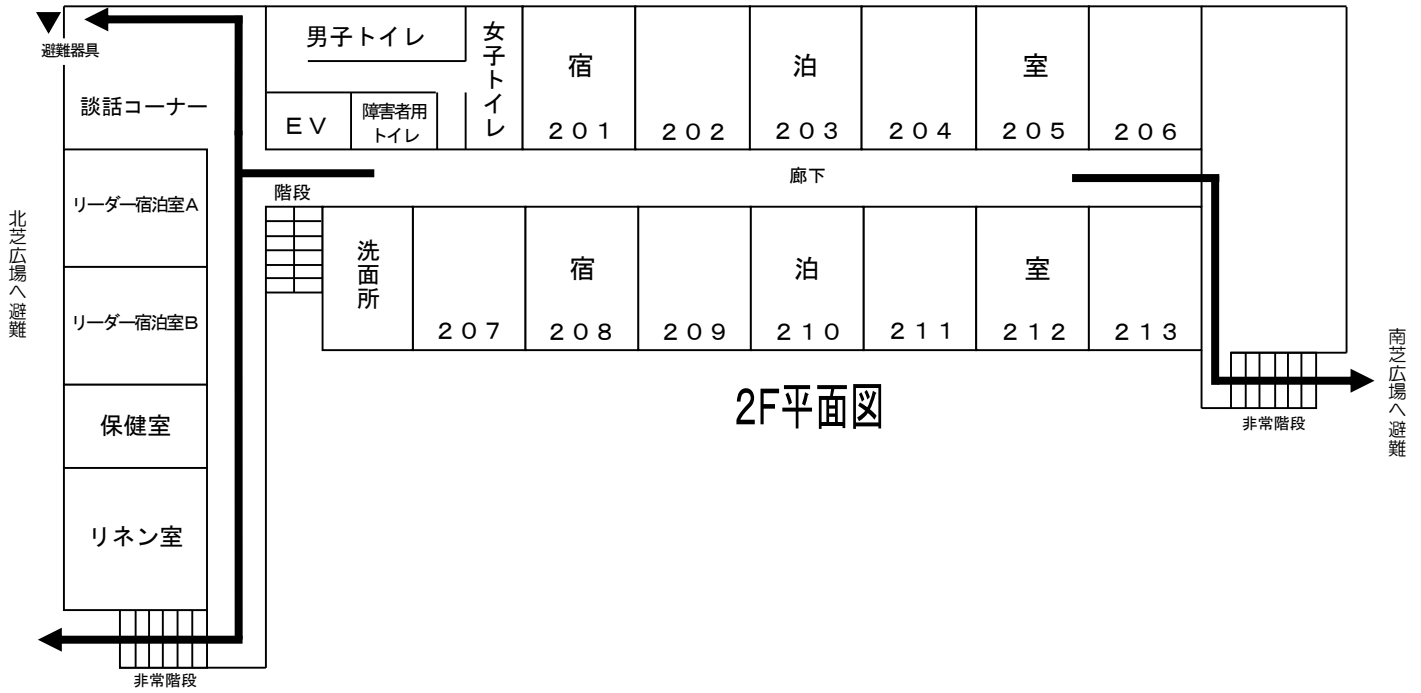 避難器具
男子トイレ
女子トイレ
宿
泊
室
談話コーナー
ＥＶ
障害者用
トイレ
２０１
２０２
２０３
２０４
２０５
２０６
廊下
階段
リーダー宿泊室A
リーダー宿泊室B
保健室
リネン室
洗面所
宿
泊
室
２０７
２０８
２０９
２１０
２１１
２１２
２１３
2F平面図
北芝広場へ避難
南芝広場へ避難
非常階段
非常階段